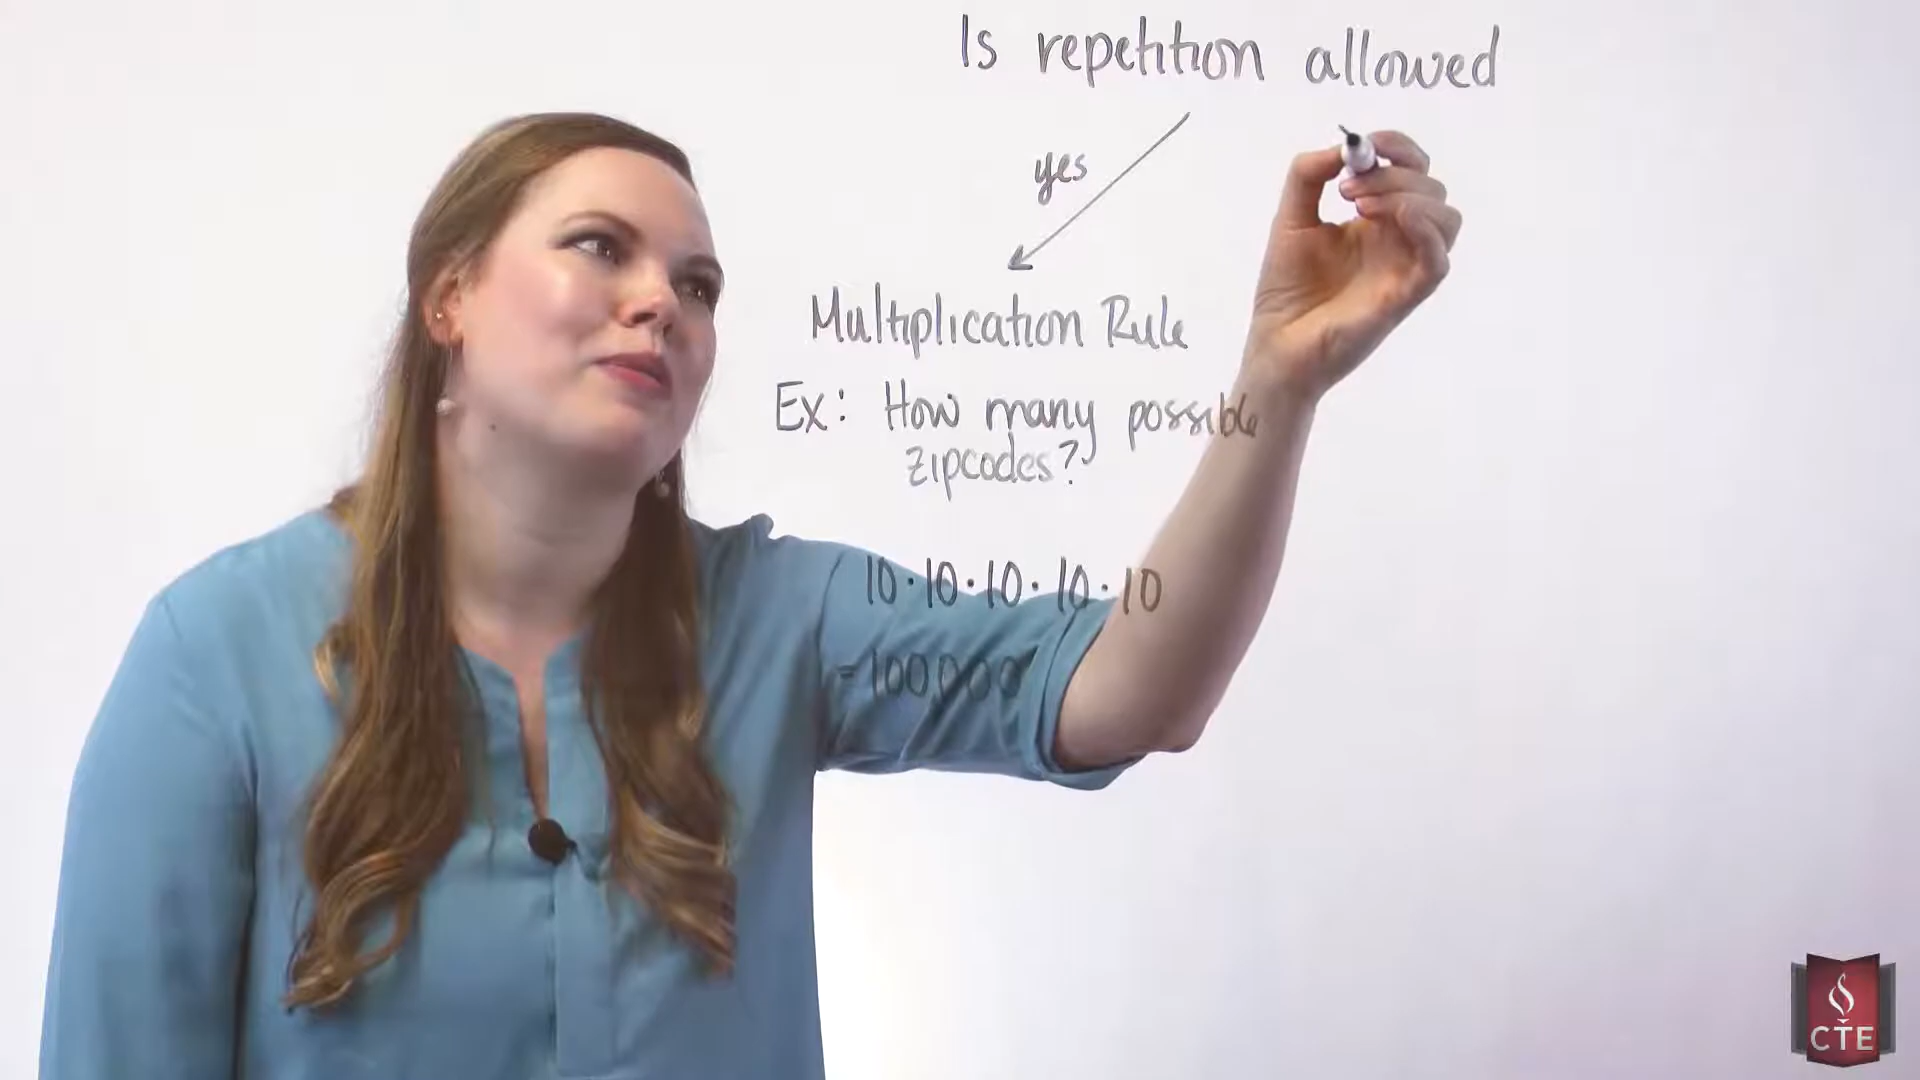 Is repetition allowed
yes
Multiplication Rule
Ex: How many possible
zipcodes?
10·10·10·10·10
=100000
CTE